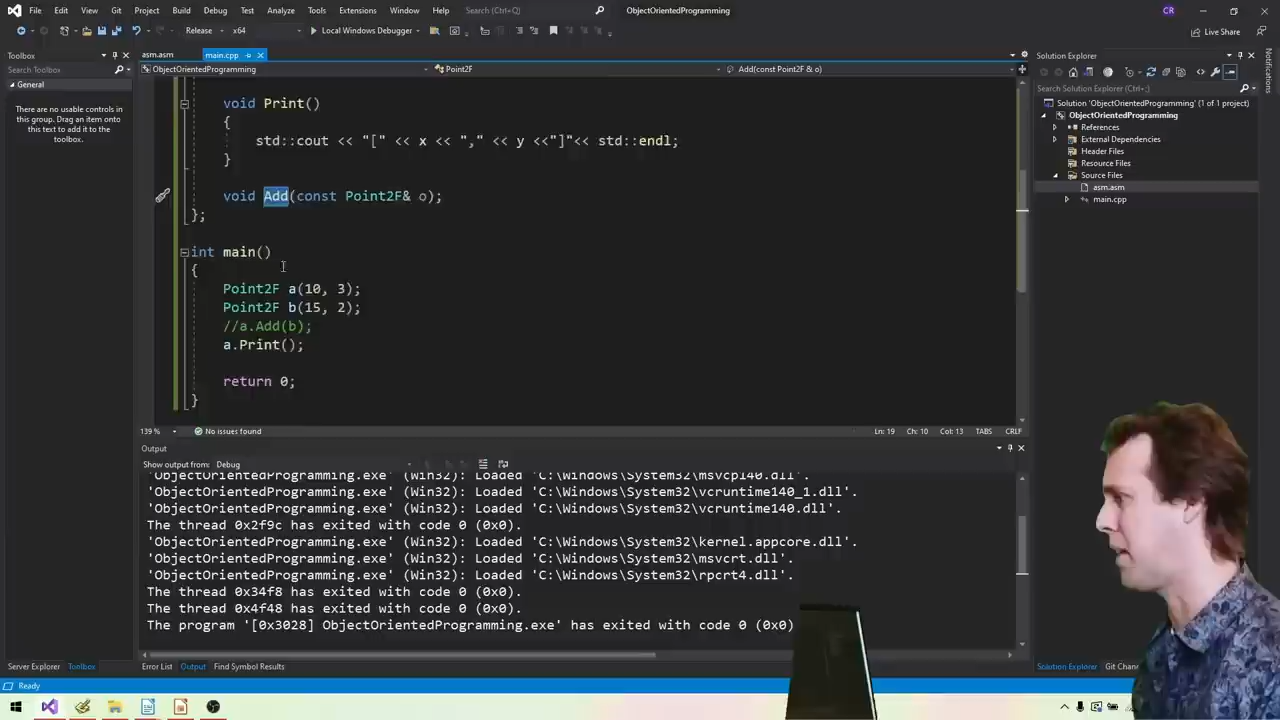 File Edit View Git Project Build Debug Test Analyze Tools Extensions Window Help Search (Ctrl+Q) ObjectOrientedProgramming CR
Release x64 Local Windows Debugger Live Share
Toolbox
Search Toolbox
General
There are no usable controls in
this group. Drag an item onto
this text to add it to the
toolbox.
asm.asm main.cpp
ObjectOrientedProgramming Point2F Add(const Point2F & o)
void Print()
{
std::cout << "[" << x << "," << y <<"]"<< std::endl;
}
void Add(const Point2F& o);
};
int main()
{
Point2F a(10, 3);
Point2F b(15, 2);
//a.Add(b);
a.Print();
return 0;
}
139 % No issues found Ln: 19 Ch: 10 Col: 13 TABS CRLF
Output
Show output from: Debug
'ObjectOrientedProgramming.exe' (Win32): Loaded 'C:\Windows\System32\msvcp140.dll'.
'ObjectOrientedProgramming.exe' (Win32): Loaded 'C:\Windows\System32\vcruntime140_1.dll'.
'ObjectOrientedProgramming.exe' (Win32): Loaded 'C:\Windows\System32\vcruntime140.dll'.
The thread 0x2f9c has exited with code 0 (0x0).
'ObjectOrientedProgramming.exe' (Win32): Loaded 'C:\Windows\System32\kernel.appcore.dll'.
'ObjectOrientedProgramming.exe' (Win32): Loaded 'C:\Windows\System32\msvcrt.dll'.
'ObjectOrientedProgramming.exe' (Win32): Loaded 'C:\Windows\System32\rpcrt4.dll'.
The thread 0x34f8 has exited with code 0 (0x0).
The thread 0x4f48 has exited with code 0 (0x0).
The program '[0x3028] ObjectOrientedProgramming.exe' has exited with code 0 (0x0)
Server Explorer Toolbox
Error List Output Find Symbol Results
Solution Explorer
Search Solution Explorer (Ctrl+;)
Solution 'ObjectOrientedProgramming' (1 of 1 project)
ObjectOrientedProgramming
References
External Dependencies
Header Files
Resource Files
Source Files
asm.asm
main.cpp
Solution Explorer Git Chan
Notifications
Ready